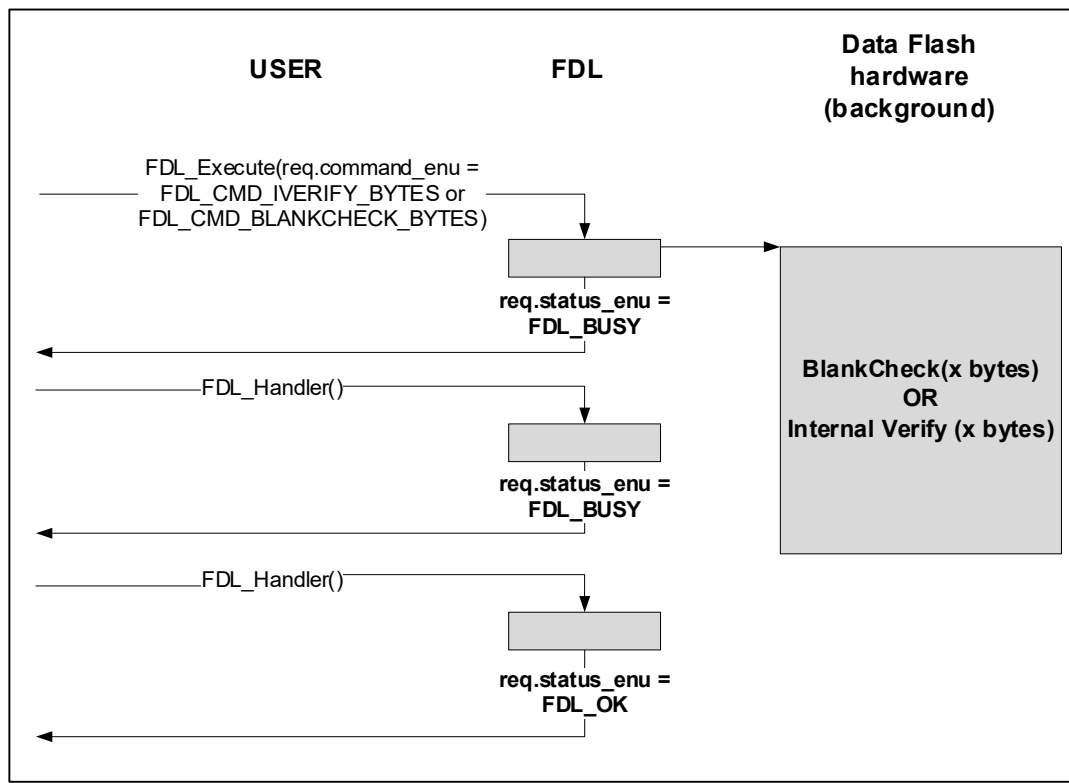 USER
FDL
Data Flash
hardware
(background)
FDL_Execute(req.command_enu =
FDL_CMD_IVERIFY_BYTES or
FDL_CMD_BLANKCHECK_BYTES)
req.status_enu =
FDL_BUSY
BlankCheck(x bytes)
OR
Internal Verify (x bytes)
FDL_Handler()
req.status_enu =
FDL_BUSY
FDL_Handler()
req.status_enu =
FDL_OK